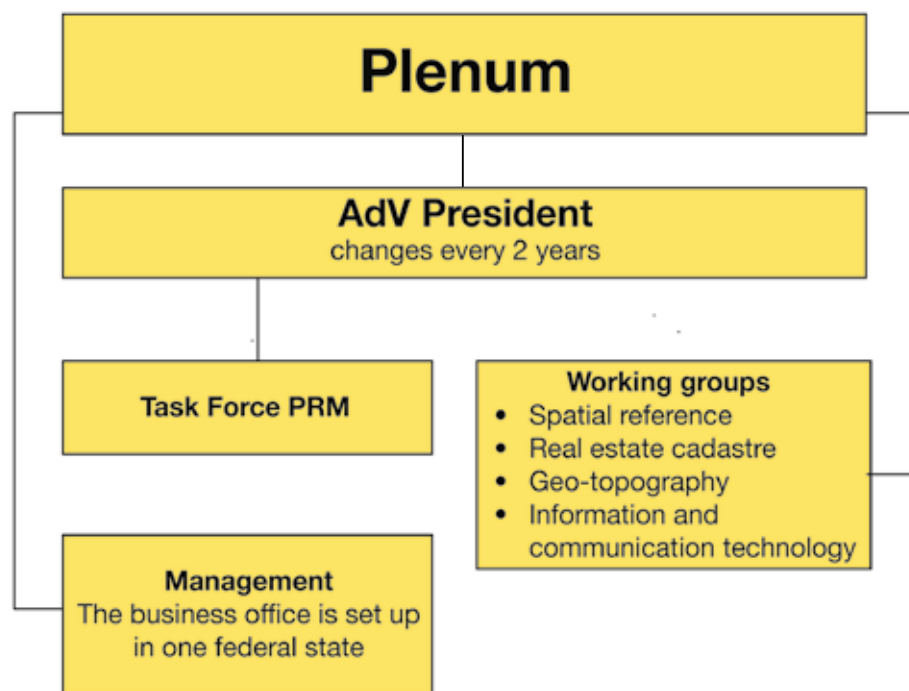 Plenum
AdV President
changes every 2 years
Task Force PRM
Working groups
• Spatial reference
• Real estate cadastre
• Geo-topography
• Information and
communication technology
Management
The business office is set up
in one federal state